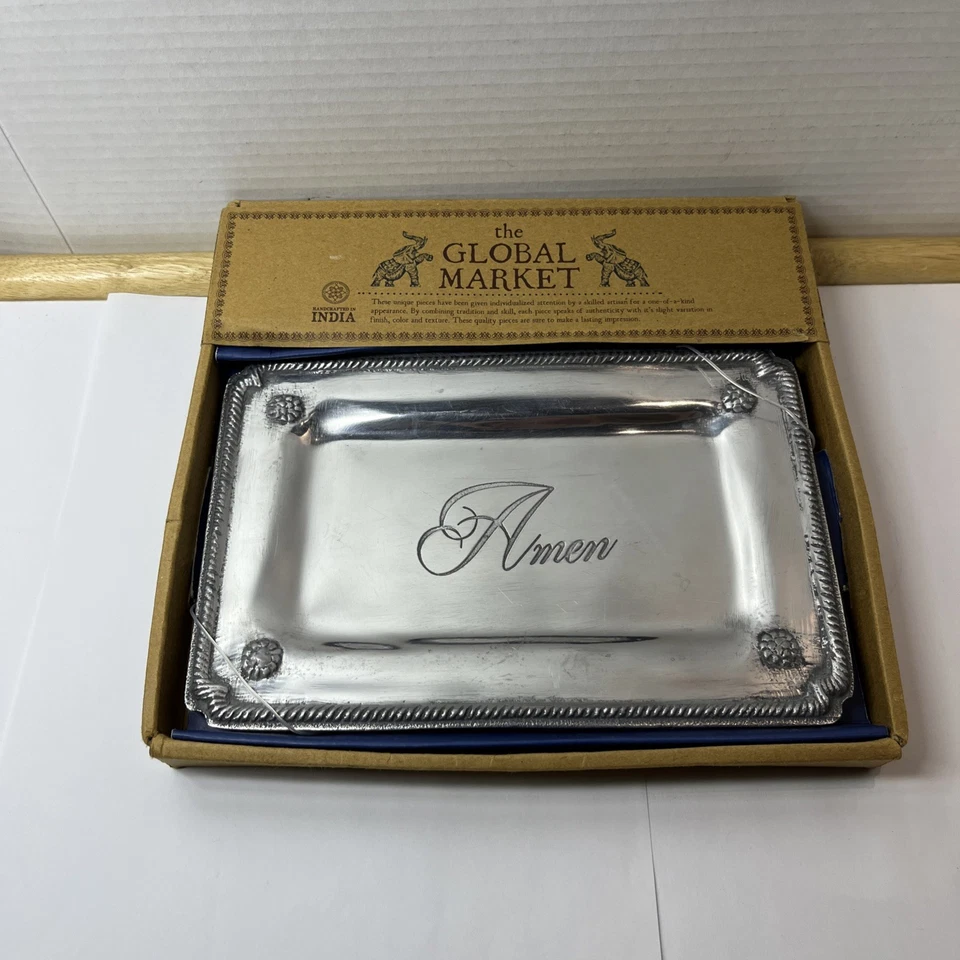 the
GLOBAL
MARKET
HANDCRAFTED IN
INDIA
These unique pieces have been given individualized attention by a skilled artisan for a one-of-a-kind
appearance. By combining tradition and skill, each piece speaks of authenticity with it's slight variation in
finish, color and texture. These quality pieces are sure to make a lasting impression.
Amen